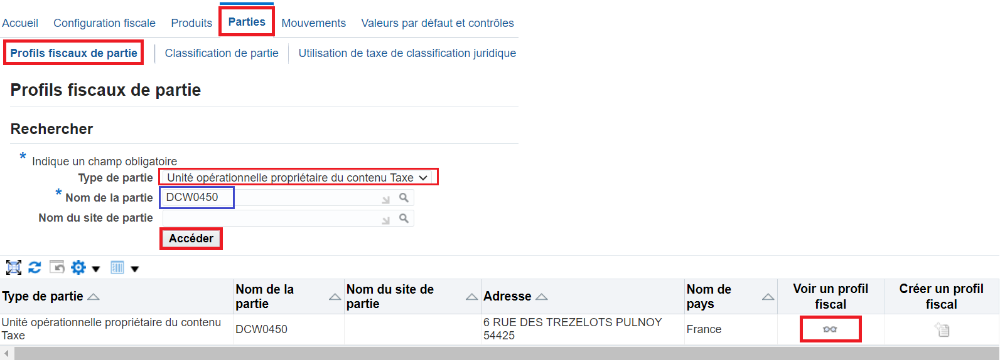 Accueil Configuration fiscale Produits Parties Mouvements Valeurs par défaut et contrôles
Profils fiscaux de partie Classification de partie Utilisation de taxe de classification juridique
Profils fiscaux de partie
Rechercher
* Indique un champ obligatoire
Type de partie Unité opérationnelle propriétaire du contenu Taxe
* Nom de la partie DCW0450
Nom du site de partie
Accéder
Type de partie Nom de la partie Nom du site de partie Adresse Nom de pays Voir un profil fiscal Créer un profil fiscal
Unité opérationnelle propriétaire du contenu Taxe DCW0450 6 RUE DES TREZELOTS PULNOY 54425 France